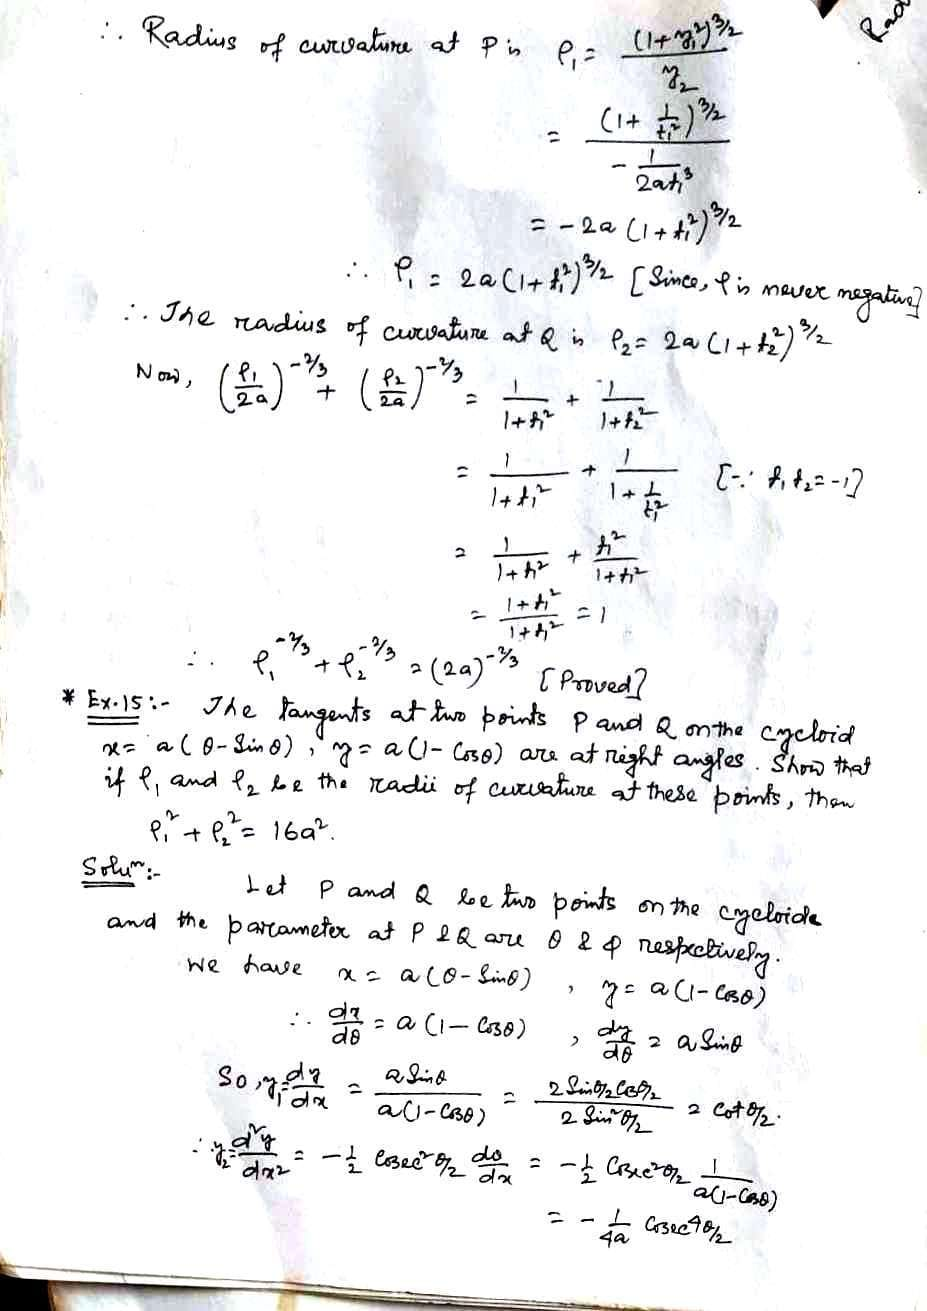 Rad
∴ Radius of curvature at P is ρ₁ = (1+y₁²)^3/2 / y₂
= (1+ 1/t₁²)^3/2 / - 1/2at₁³
= - 2a (1+t₁²)^3/2
∴ ρ₁ = 2a(1+t₁²)^3/2 [Since, ρ is never negative]
∴ The radius of curvature at Q is ρ₂ = 2a (1+t₂²)^3/2
Now, (ρ₁/2a)^-2/3 + (ρ₂/2a)^-2/3 = 1/1+t₁² + 1/1+t₂²
= 1/1+t₁² + 1/1+1/t₁² [∵ t₁t₂=-1]
= 1/1+t₁² + t₁²/1+t₁²
= 1+t₁²/1+t₁² = 1
∴ ρ₁^-2/3 + ρ₂^-2/3 = (2a)^-2/3 [Proved]
* Ex.15:- The tangents at two points P and Q on the cycloid
x = a(θ-Sinθ), y = a(1-Cosθ) are at right angles. Show that
if ρ₁ and ρ₂ be the radii of curvature at these points, then
ρ₁² + ρ₂² = 16a².
Soluⁿ:-
Let P and Q be two points on the cycloide
and the parameter at P & Q are θ & φ respectively.
We have x = a(θ-Sinθ), y = a(1-Cosθ)
∴ dx/dθ = a(1-Cosθ), dy/dθ = a Sinθ
So, y₁=dy/dx = a Sinθ/a(1-Cosθ) = 2 Sinθ/2 Cosθ/2 / 2 Sin²θ/2 = Cot θ/2.
∴ y₂=d²y/dx² = -1/2 Cosec²θ/2 dθ/dx = -1/2 Cosec²θ/2 1/a(1-Cosθ)
= - 1/4a Cosec⁴θ/2